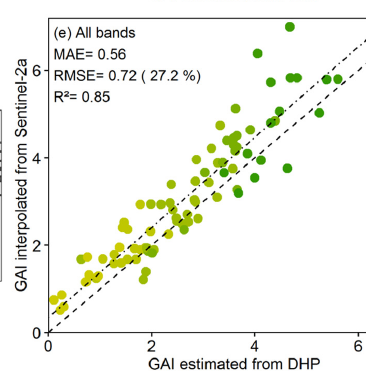 (e) All bands
MAE= 0.56
RMSE= 0.72 ( 27.2 %)
R²= 0.85
GAI interpolated from Sentinel-2a
6
4
2
0
0 2 4 6
GAI estimated from DHP